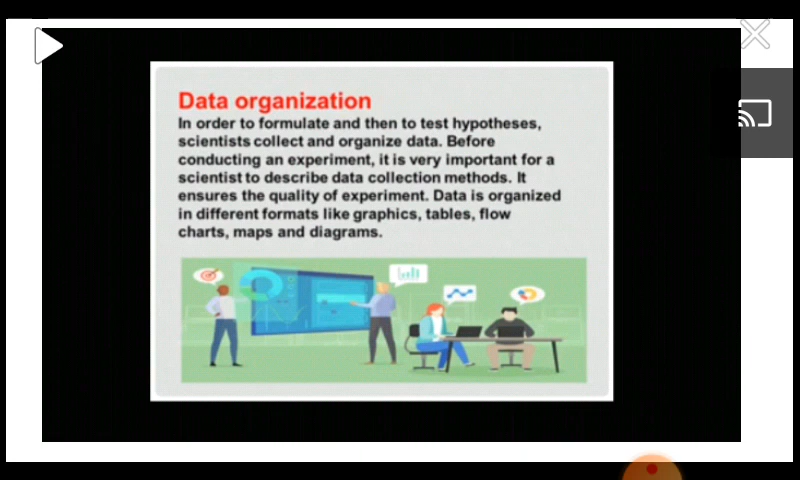 Data organization
In order to formulate and then to test hypotheses,
scientists collect and organize data. Before
conducting an experiment, it is very important for a
scientist to describe data collection methods. It
ensures the quality of experiment. Data is organized
in different formats like graphics, tables, flow
charts, maps and diagrams.